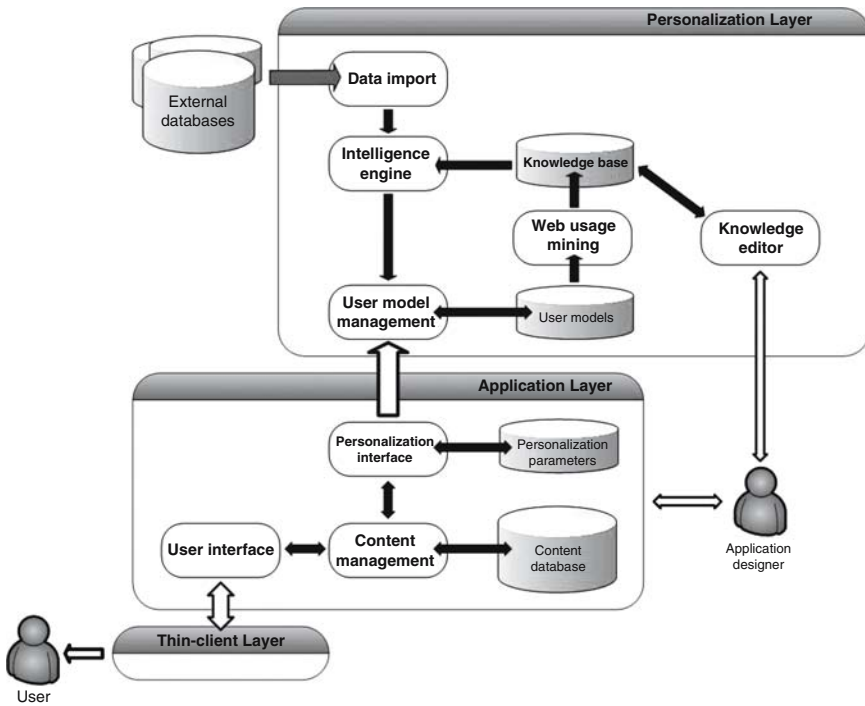 Personalization Layer
External
databases
Data import
Intelligence
engine
Knowledge base
Web usage
mining
Knowledge
editor
User model
management
User models
Application Layer
Personalization
interface
Personalization
parameters
User interface
Content
management
Content
database
Application
designer
Thin-client Layer
User